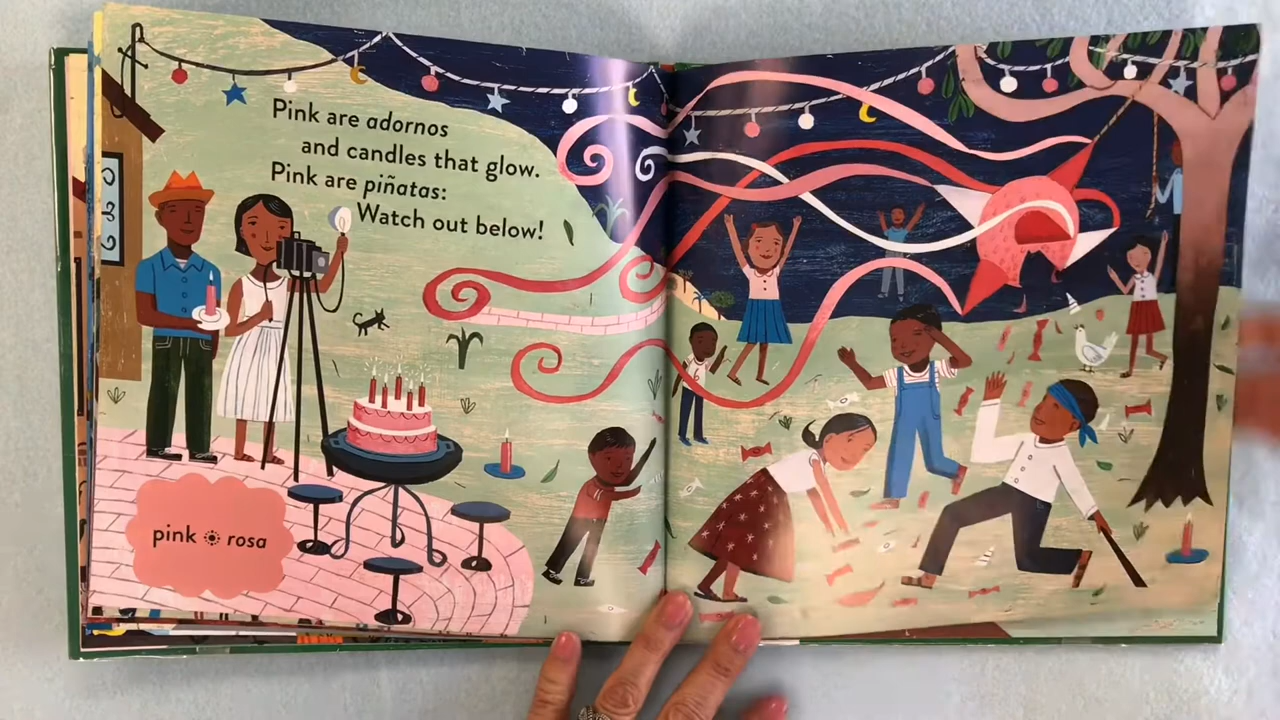 Pink are adornos
and candles that glow.
Pink are piñatas:
Watch out below!
pink rosa